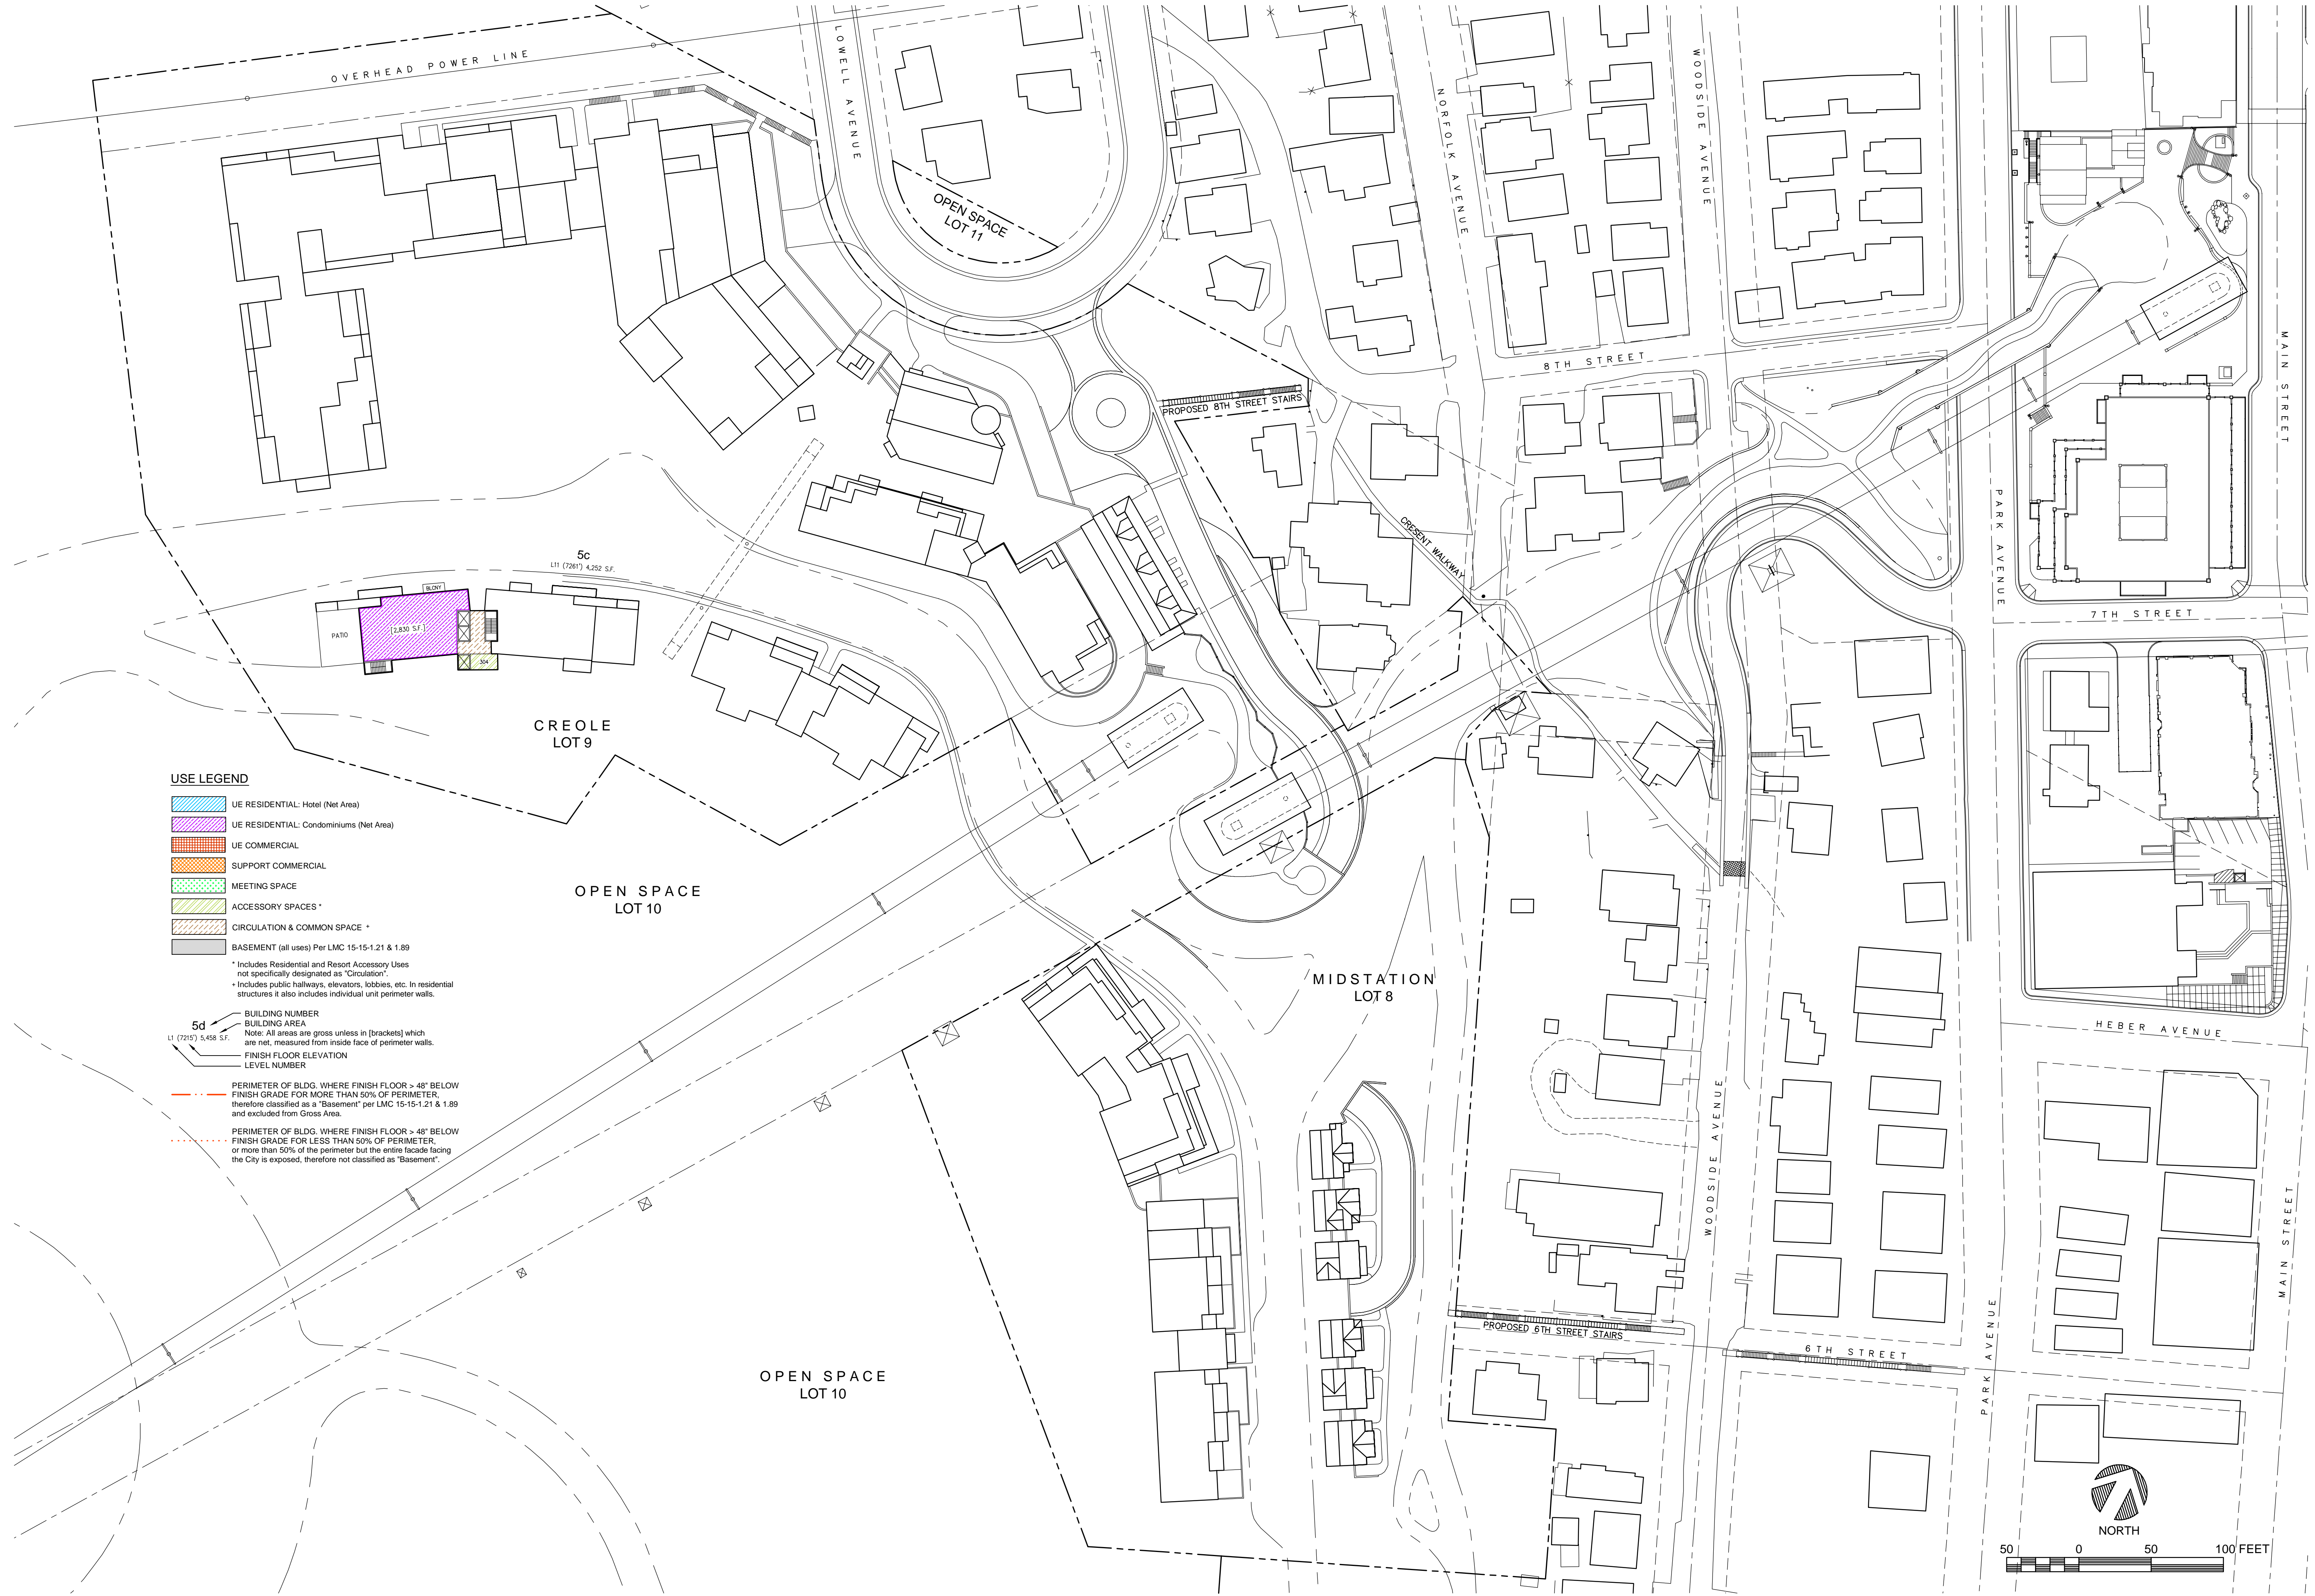 OVERHEAD POWER LINE
LOWELL AVENUE
OPEN SPACE
LOT 11
NORFOLK AVENUE
WOODSIDE AVENUE
MAIN STREET
8TH STREET
PROPOSED 8TH STREET STAIRS
CRESENT WALKWAY
PARK AVENUE
7TH STREET
5c
L11 (7261') 4,252 S.F.
BLCNY
PATIO
[2,830 S.F.]
304
CREOLE
LOT 9
USE LEGEND
UE RESIDENTIAL: Hotel (Net Area)
UE RESIDENTIAL: Condominiums (Net Area)
UE COMMERCIAL
SUPPORT COMMERCIAL
MEETING SPACE
ACCESSORY SPACES *
CIRCULATION & COMMON SPACE +
BASEMENT (all uses) Per LMC 15-15-1.21 & 1.89
* Includes Residential and Resort Accessory Uses
not specifically designated as "Circulation".
+ Includes public hallways, elevators, lobbies, etc. In residential
structures it also includes individual unit perimeter walls.
BUILDING NUMBER
5d
BUILDING AREA
Note: All areas are gross unless in [brackets] which
L1 (7215') 5,458 S.F.
are net, measured from inside face of perimeter walls.
FINISH FLOOR ELEVATION
LEVEL NUMBER
PERIMETER OF BLDG. WHERE FINISH FLOOR > 48" BELOW
FINISH GRADE FOR MORE THAN 50% OF PERIMETER,
therefore classified as a "Basement" per LMC 15-15-1.21 & 1.89
and excluded from Gross Area.
PERIMETER OF BLDG. WHERE FINISH FLOOR > 48" BELOW
FINISH GRADE FOR LESS THAN 50% OF PERIMETER,
or more than 50% of the perimeter but the entire facade facing
the City is exposed, therefore not classified as "Basement".
OPEN SPACE
LOT 10
MIDSTATION
LOT 8
HEBER AVENUE
WOODSIDE AVENUE
MAIN STREET
PROPOSED 6TH STREET STAIRS
6TH STREET
PARK AVENUE
OPEN SPACE
LOT 10
NORTH
50 0 50 100 FEET